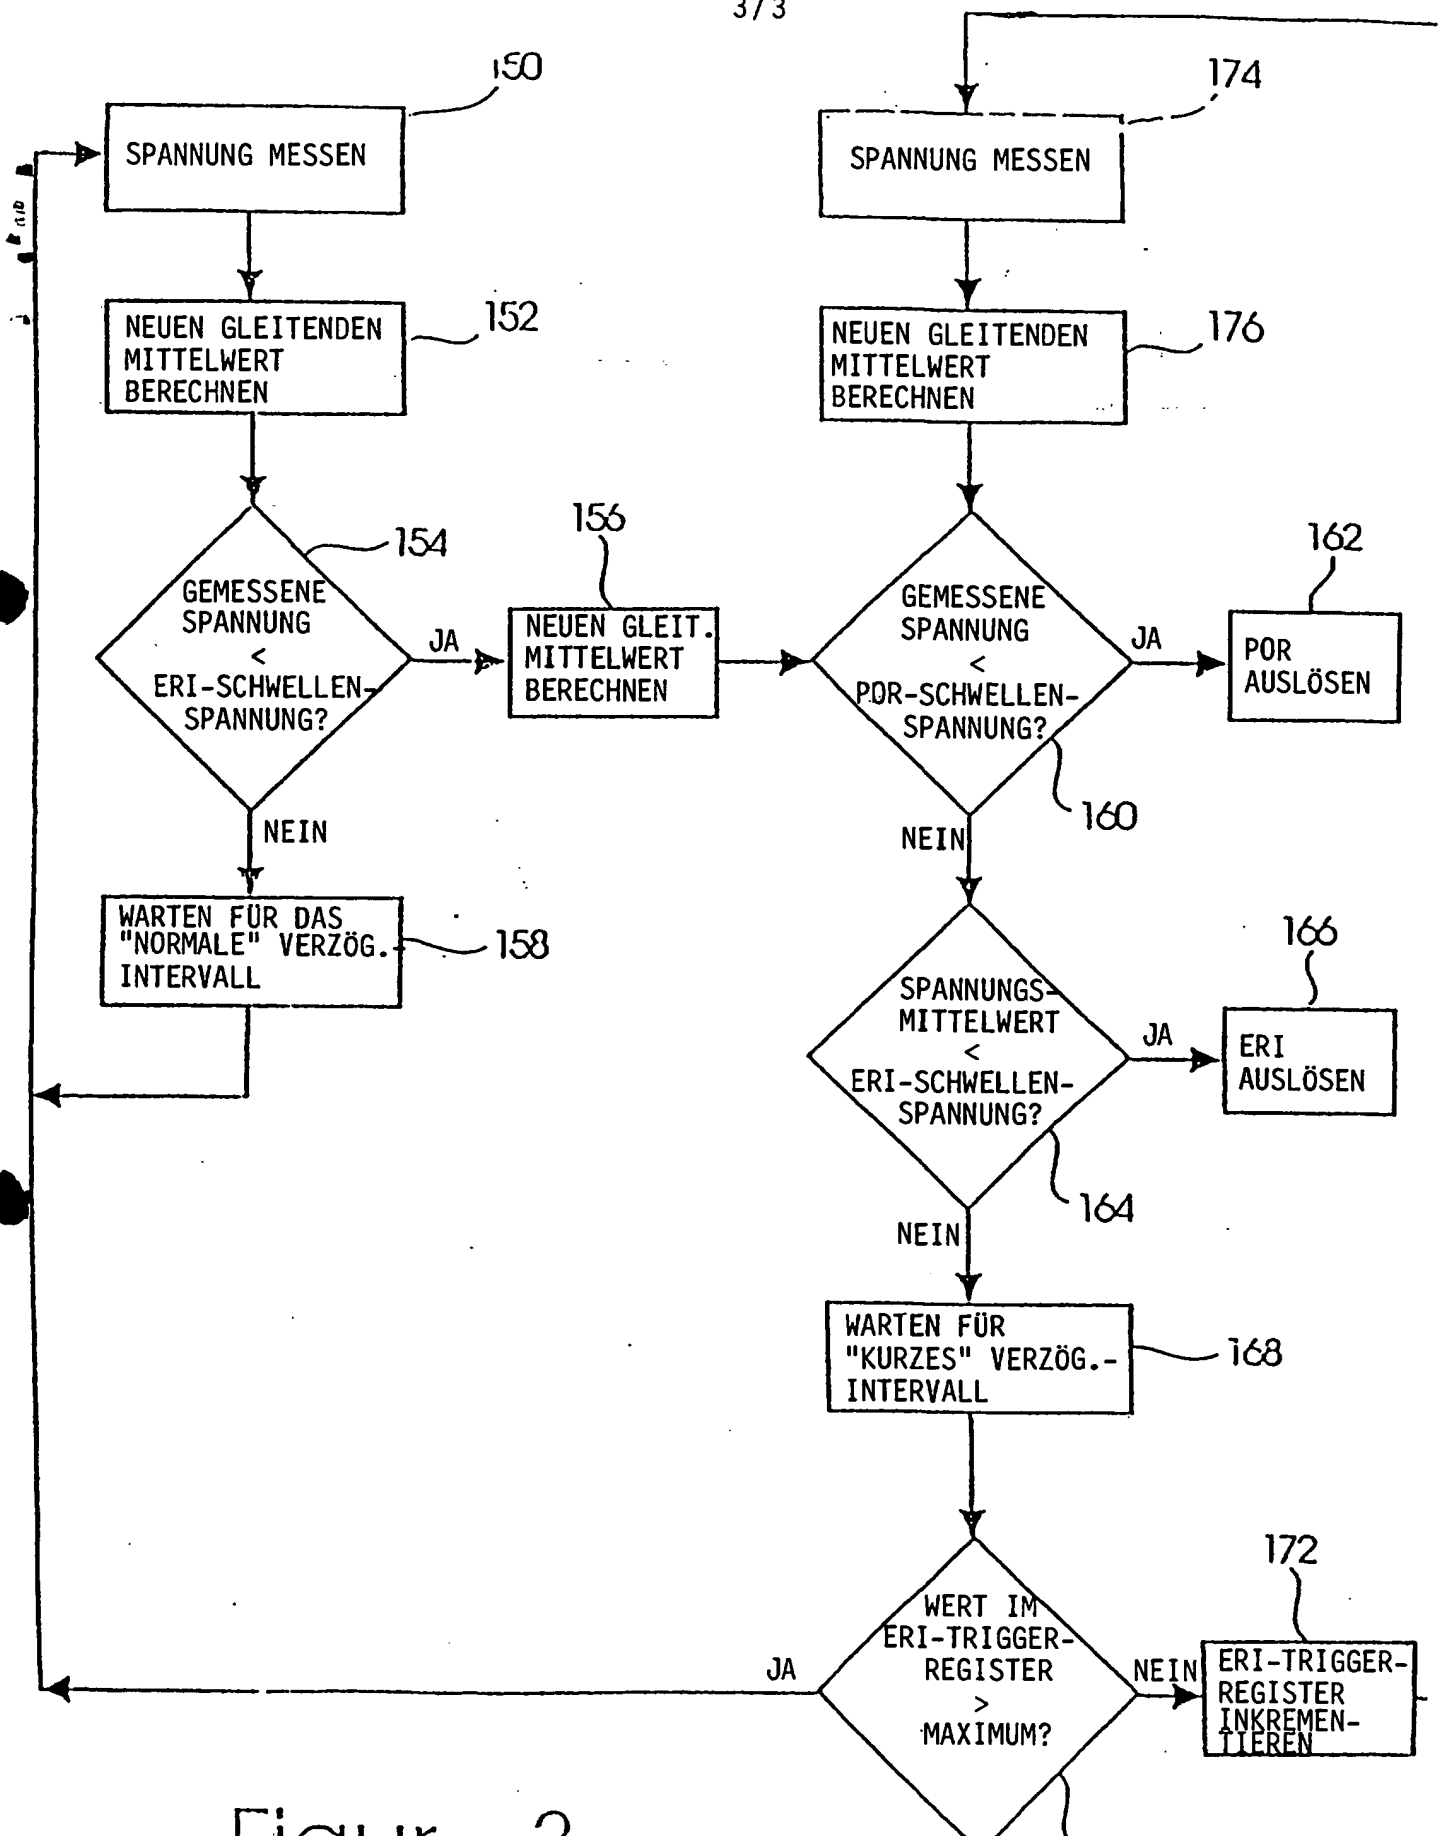 3/3
150
SPANNUNG MESSEN
152
NEUEN GLEITENDEN
MITTELWERT
BERECHNEN
154
GEMESSENE
SPANNUNG
<
ERI-SCHWELLEN-
SPANNUNG?
JA
156
NEUEN GLEIT.
MITTELWERT
BERECHNEN
NEIN
WARTEN FÜR DAS
"NORMALE" VERZÖG.-
INTERVALL
158
174
SPANNUNG MESSEN
176
NEUEN GLEITENDEN
MITTELWERT
BERECHNEN
GEMESSENE
SPANNUNG
<
POR-SCHWELLEN-
SPANNUNG?
160
JA
162
POR
AUSLÖSEN
NEIN
SPANNUNGS-
MITTELWERT
<
ERI-SCHWELLEN-
SPANNUNG?
164
JA
166
ERI
AUSLÖSEN
NEIN
WARTEN FÜR
"KURZES" VERZÖG.-
INTERVALL
168
WERT IM
ERI-TRIGGER-
REGISTER
>
MAXIMUM?
JA
NEIN
172
ERI-TRIGGER-
REGISTER
INKREMEN-
TIEREN
Figur